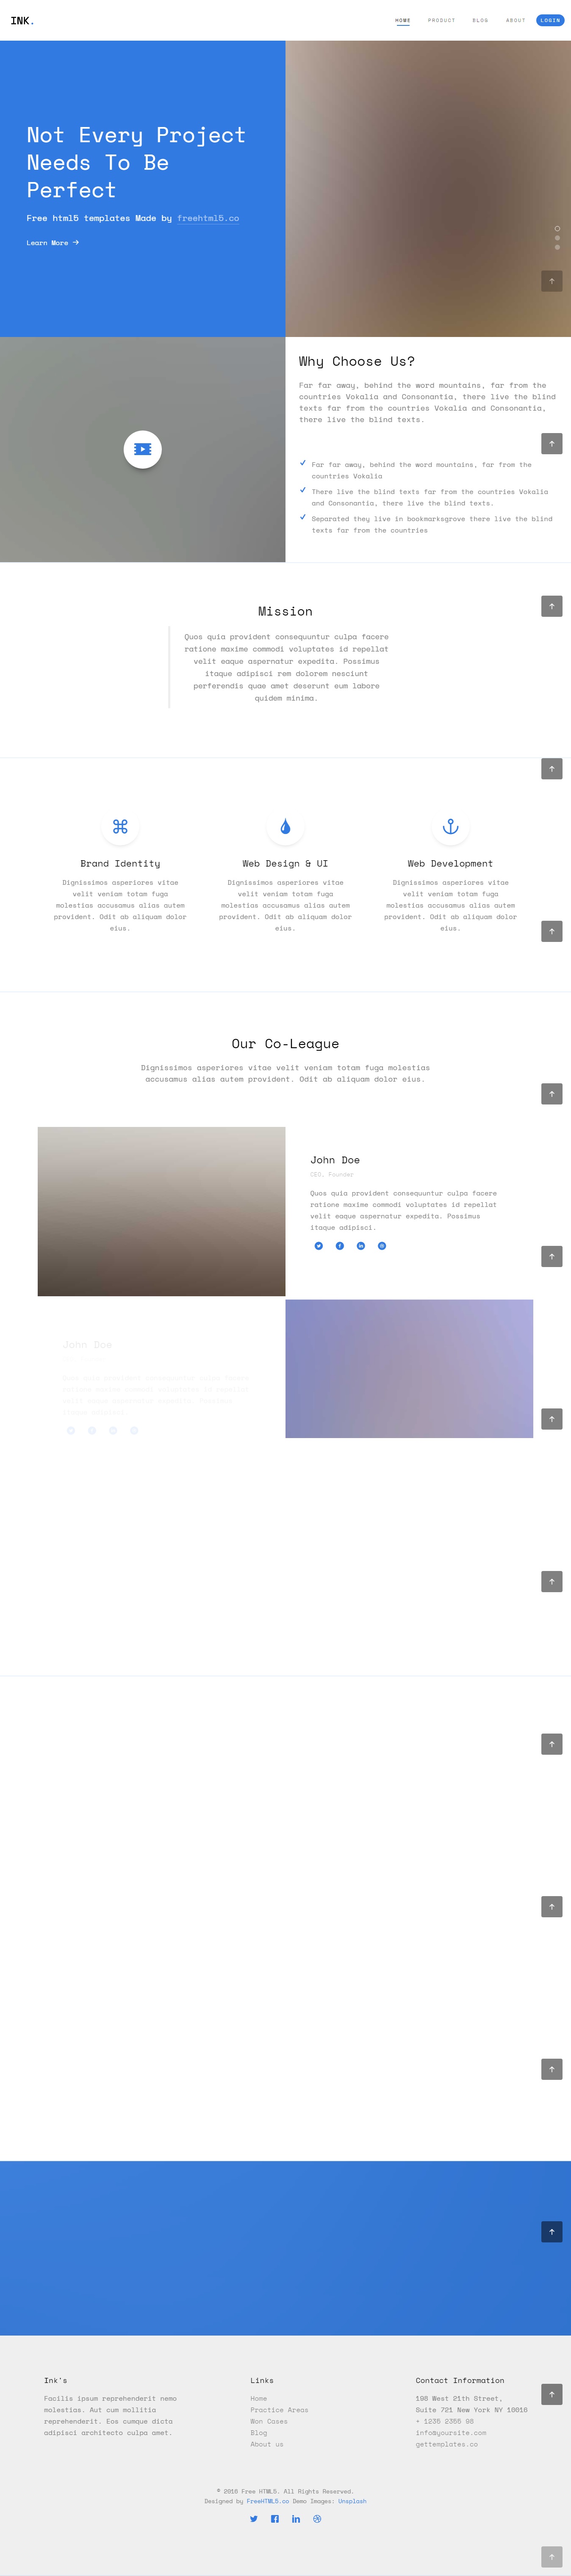 INK.
HOME PRODUCT BLOG ABOUT LOGIN
Not Every Project
Needs To Be
Perfect
Free html5 templates Made by freehtml5.co
Learn More
Why Choose Us?
Far far away, behind the word mountains, far from the
countries Vokalia and Consonantia, there live the blind
texts far from the countries Vokalia and Consonantia,
there live the blind texts.
Far far away, behind the word mountains, far from the
countries Vokalia
There live the blind texts far from the countries Vokalia
and Consonantia, there live the blind texts.
Separated they live in bookmarksgrove there live the blind
texts far from the countries
Mission
Quos quia provident consequuntur culpa facere
ratione maxime commodi voluptates id repellat
velit eaque aspernatur expedita. Possimus
itaque adipisci rem dolorem nesciunt
perferendis quae amet deserunt eum labore
quidem minima.
Brand Identity
Dignissimos asperiores vitae
velit veniam totam fuga
molestias accusamus alias autem
provident. Odit ab aliquam dolor
eius.
Web Design & UI
Dignissimos asperiores vitae
velit veniam totam fuga
molestias accusamus alias autem
provident. Odit ab aliquam dolor
eius.
Web Development
Dignissimos asperiores vitae
velit veniam totam fuga
molestias accusamus alias autem
provident. Odit ab aliquam dolor
eius.
Our Co-League
Dignissimos asperiores vitae velit veniam totam fuga molestias
accusamus alias autem provident. Odit ab aliquam dolor eius.
John Doe
CEO, Founder
Quos quia provident consequuntur culpa facere
ratione maxime commodi voluptates id repellat
velit eaque aspernatur expedita. Possimus
itaque adipisci.
John Doe
Ink's
Facilis ipsum reprehenderit nemo
molestias. Aut cum mollitia
reprehenderit. Eos cumque dicta
adipisci architecto culpa amet.
Links
Home
Practice Areas
Won Cases
Blog
About us
Contact Information
198 West 21th Street,
Suite 721 New York NY 10016
+ 1235 2355 98
info@yoursite.com
gettemplates.co
© 2016 Free HTML5. All Rights Reserved.
Designed by FreeHTML5.co Demo Images: Unsplash